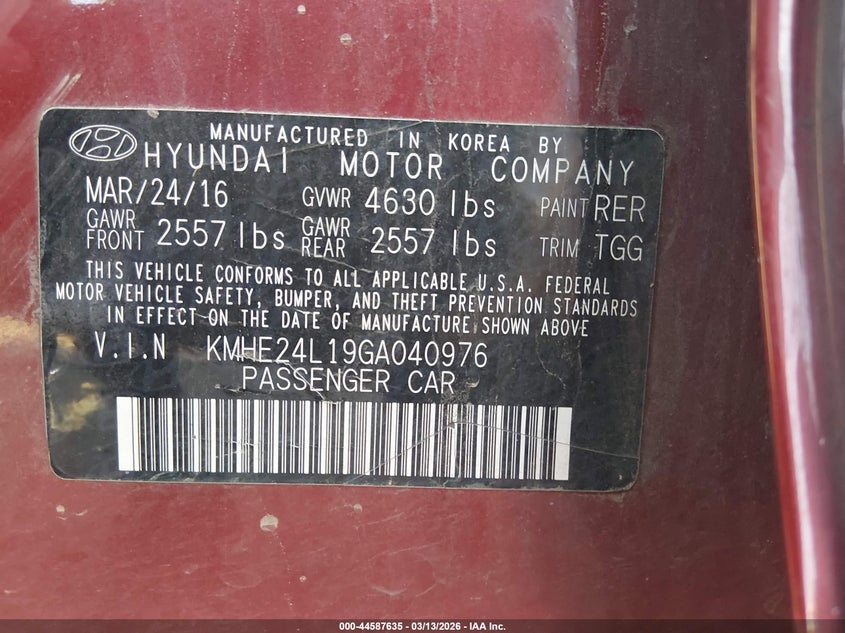 MANUFACTURED IN KOREA BY
HYUNDAI MOTOR COMPANY
MAR/24/16 GVWR 4630 lbs PAINT RER
GAWR FRONT 2557 lbs GAWR REAR 2557 lbs TRIM TGG
THIS VEHICLE CONFORMS TO ALL APPLICABLE U.S.A. FEDERAL
MOTOR VEHICLE SAFETY, BUMPER, AND THEFT PREVENTION STANDARDS
IN EFFECT ON THE DATE OF MANUFACTURE SHOWN ABOVE
V.I.N KMHE24L19GA040976
PASSENGER CAR
000-44587635 | 03/13/2026 - IAA Inc.